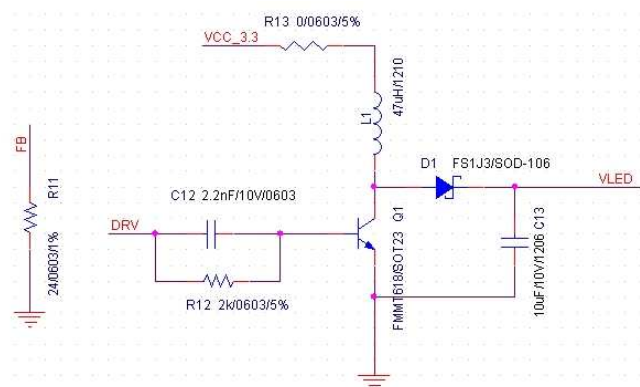 R13 0/0603/5%
VCC_3.3
47uH/1210
L1
D1 FS1J3/SOD-106
VLED
FB
R11
24/0603/1%
C12 2.2nF/10V/0603
DRV
R12 2k/0603/5%
Q1
FMMT618/SOT23
10uF/10V/1206 C13